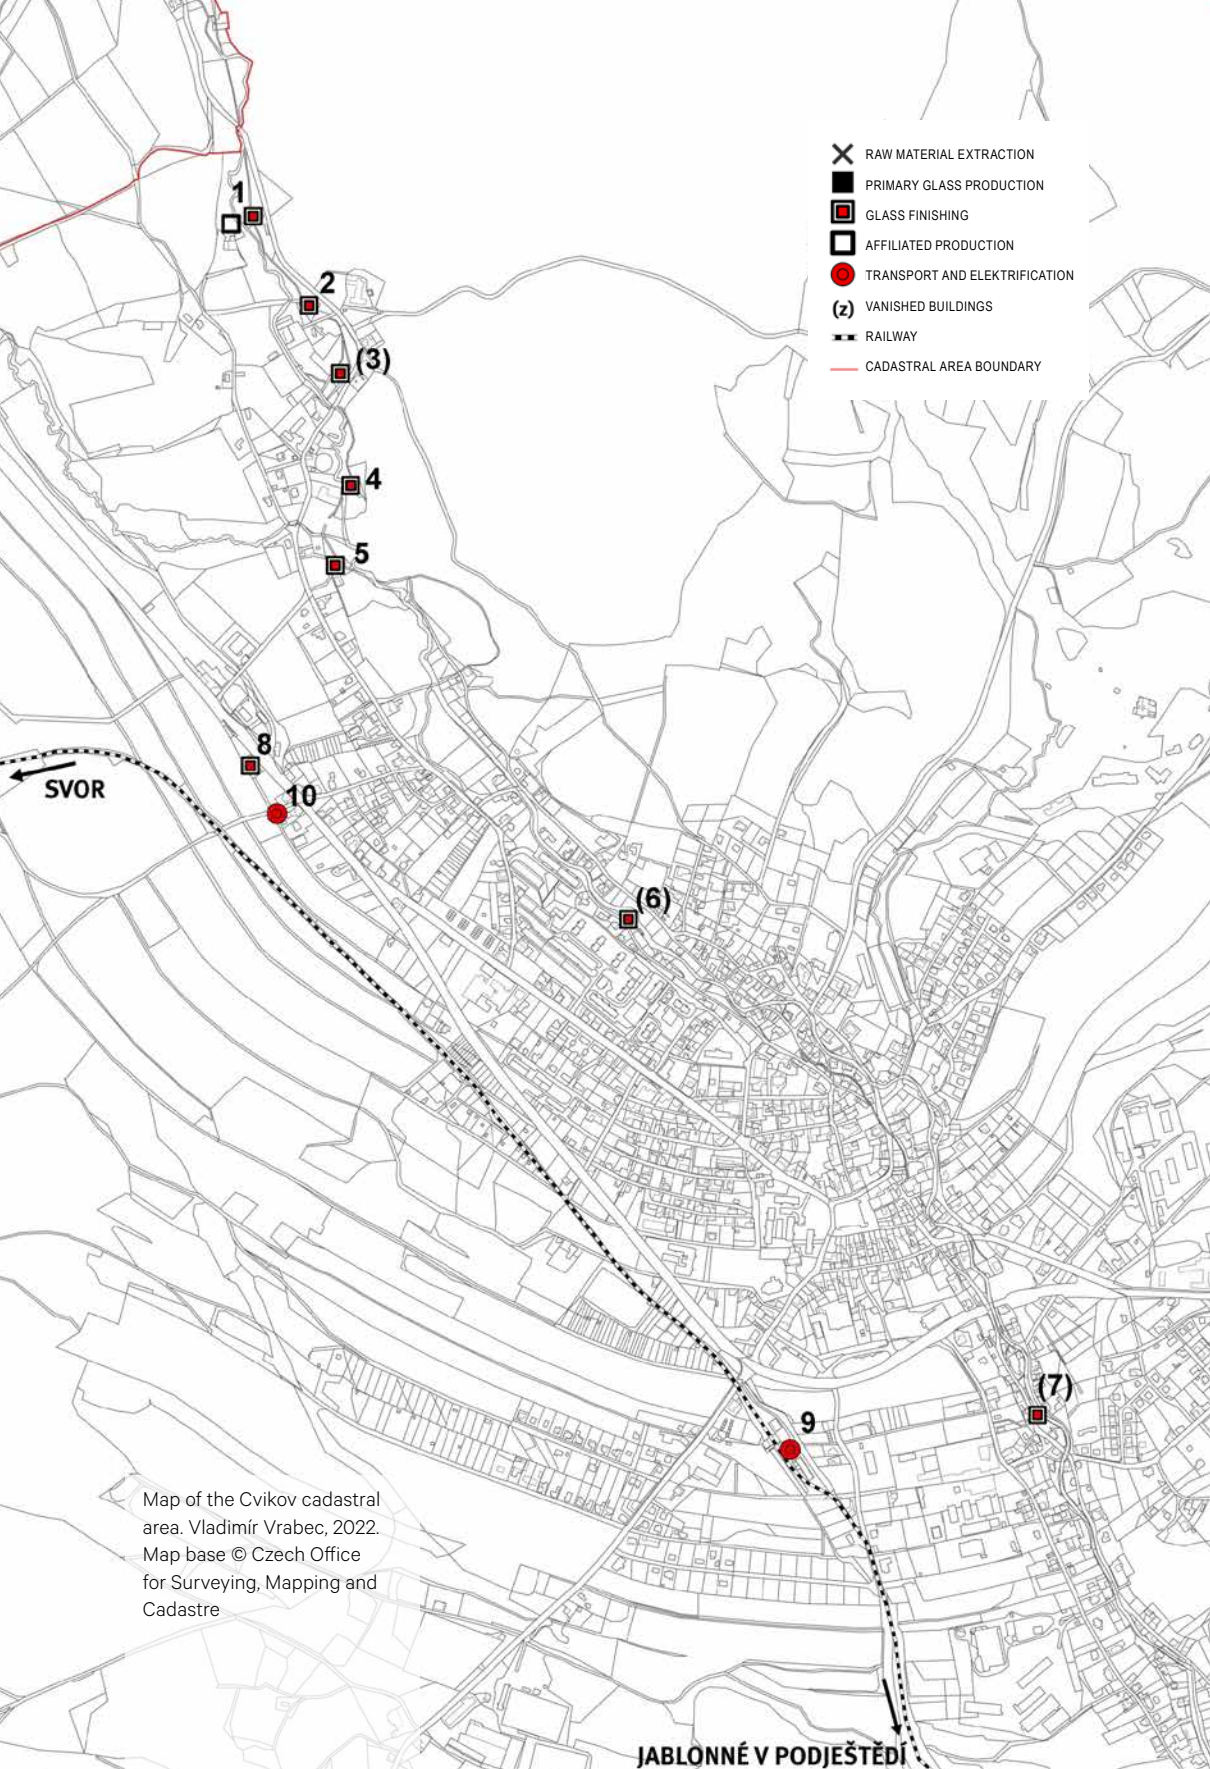 RAW MATERIAL EXTRACTION
PRIMARY GLASS PRODUCTION
1
GLASS FINISHING
AFFILIATED PRODUCTION
2
TRANSPORT AND ELEKTRIFICATION
(z) VANISHED BUILDINGS
RAILWAY
(3)
CADASTRAL AREA BOUNDARY
4
5
8
SVOR
10
(6)
(7)
9
Map of the Cvikov cadastral
area. Vladimír Vrabec, 2022.
Map base © Czech Office
for Surveying, Mapping and
Cadastre
JABLONNÉ V PODJEŠTĚDÍ